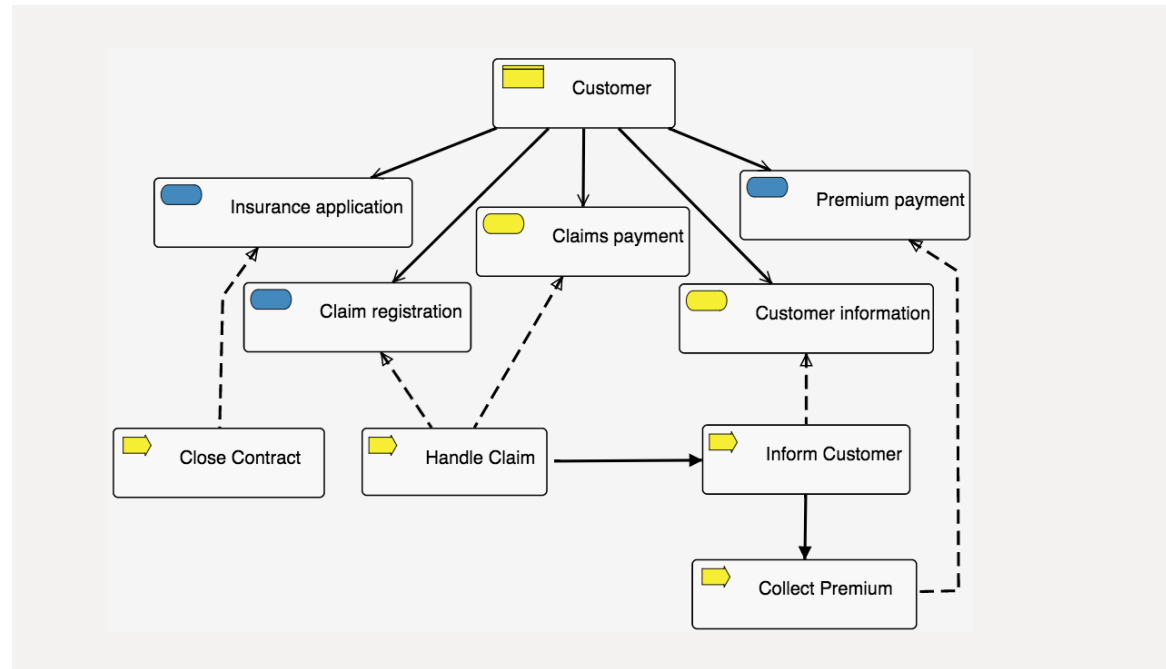 Customer
Insurance application
Premium payment
Claims payment
Claim registration
Customer information
Close Contract
Handle Claim
Inform Customer
Collect Premium